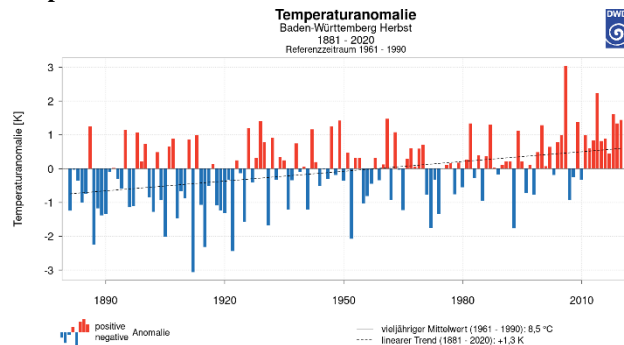 Temperaturanomalie
Baden-Württemberg Herbst
1881 - 2020
Referenzzeitraum 1961 - 1990
DWD
Temperaturanomalie [K]
3
2
1
0
-1
-2
-3
1890
1920
1950
1980
2010
positive
negative
Anomalie
vieljähriger Mittelwert (1961 - 1990): 8,5 °C
linearer Trend (1881 - 2020): +1,3 K